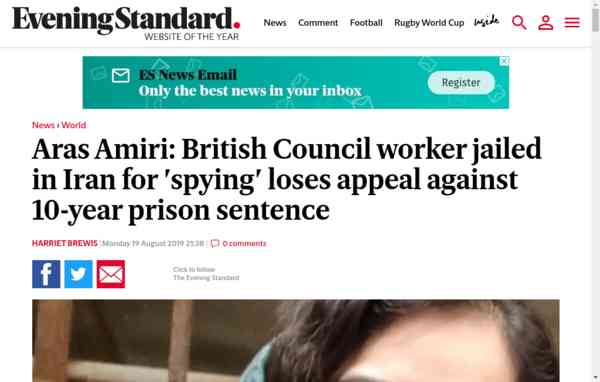 Evening Standard.
WEBSITE OF THE YEAR
News Comment Football Rugby World Cup inside
ES News Email
Only the best news in your inbox
Register
News › World
Aras Amiri: British Council worker jailed
in Iran for 'spying' loses appeal against
10-year prison sentence
HARRIET BREWIS | Monday 19 August 2019 21:38 | 0 comments
Click to follow
The Evening Standard